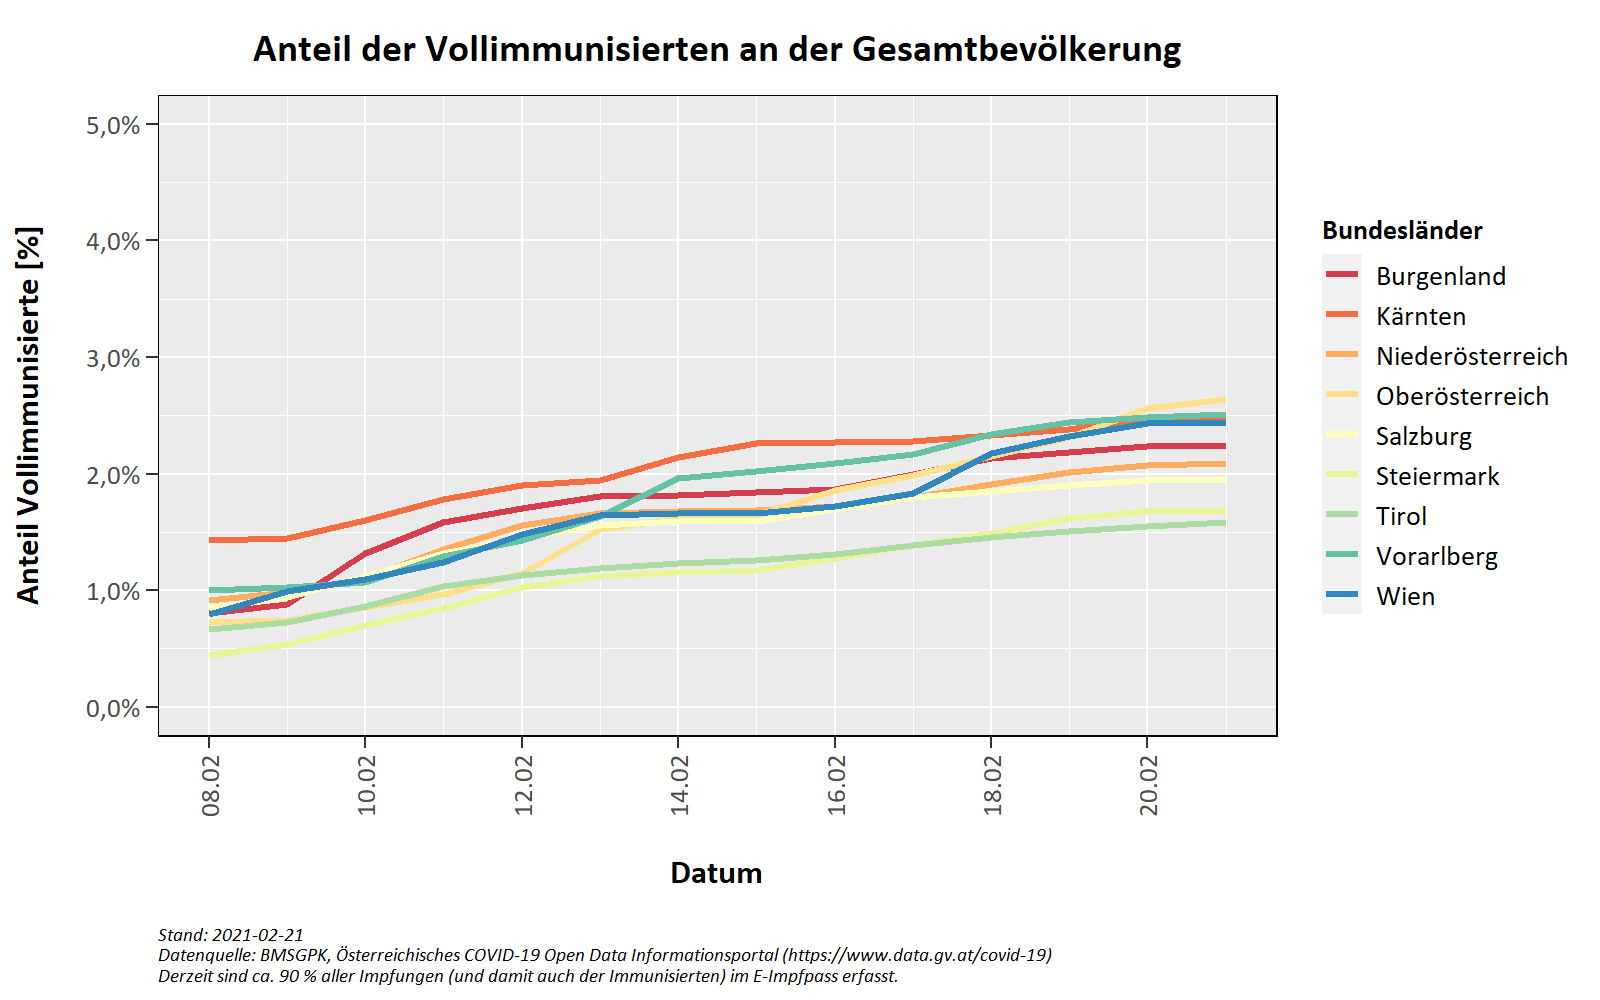 Anteil der Vollimmunisierten an der Gesamtbevölkerung
Anteil Vollimmunisierte [%]
5,0%
4,0%
3,0%
2,0%
1,0%
0,0%
08.02
10.02
12.02
14.02
16.02
18.02
20.02
Datum
Bundesländer
Burgenland
Kärnten
Niederösterreich
Oberösterreich
Salzburg
Steiermark
Tirol
Vorarlberg
Wien
Stand: 2021-02-21
Datenquelle: BMSGPK, Österreichisches COVID-19 Open Data Informationsportal (https://www.data.gv.at/covid-19)
Derzeit sind ca. 90 % aller Impfungen (und damit auch der Immunisierten) im E-Impfpass erfasst.